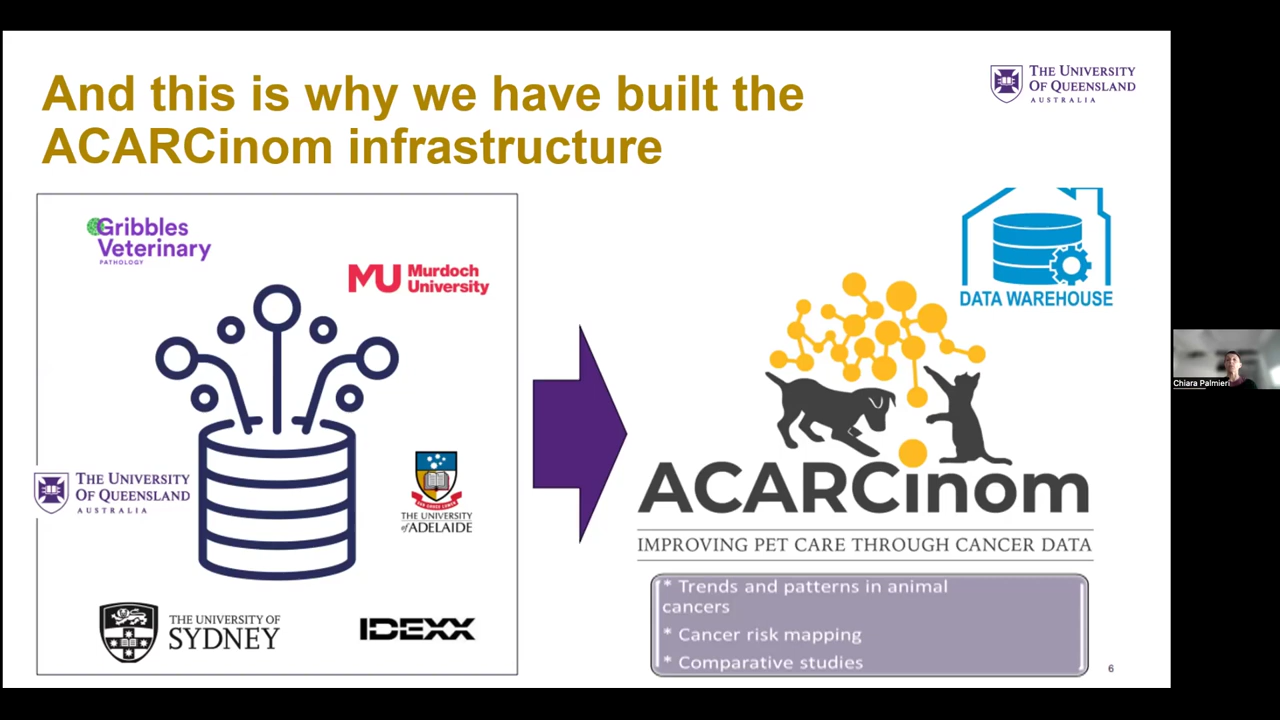 And this is why we have built the
ACARCinom infrastructure
THE UNIVERSITY
OF QUEENSLAND
AUSTRALIA
Gribbles
Veterinary
PATHOLOGY
MU Murdoch
University
THE UNIVERSITY
OF QUEENSLAND
AUSTRALIA
THE UNIVERSITY
of ADELAIDE
THE UNIVERSITY OF
SYDNEY
IDEXX
DATA WAREHOUSE
ACARCinom
IMPROVING PET CARE THROUGH CANCER DATA
* Trends and patterns in animal
cancers
* Cancer risk mapping
* Comparative studies
6
Chiara Palmieri